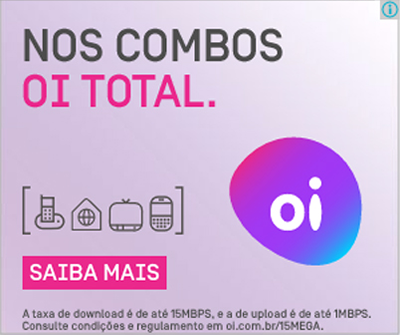 NOS COMBOS
OI TOTAL.
oi
SAIBA MAIS
A taxa de download é de até 15MBPS, e a de upload é de até 1MBPS.
Consulte condições e regulamento em oi.com.br/15MEGA.